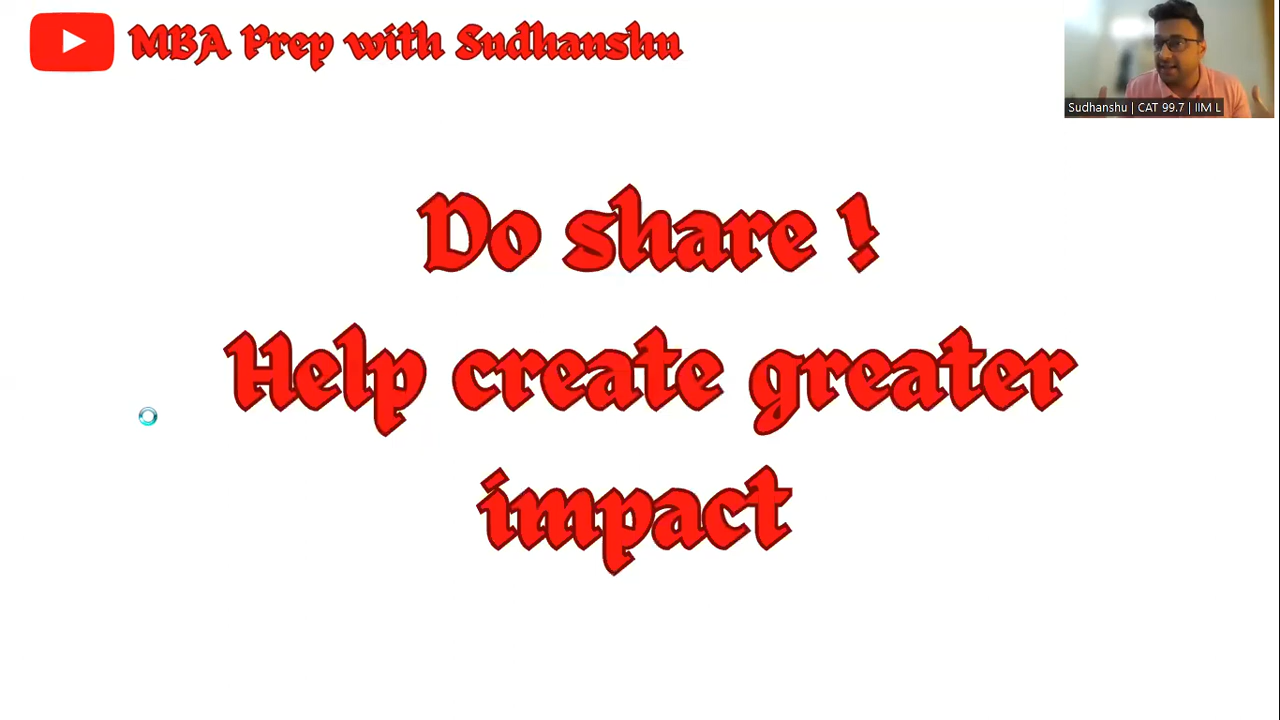 MBA Prep with Sudhanshu
Sudhanshu | CAT 99.7 | IIM L
Do share !
Help create greater
impact